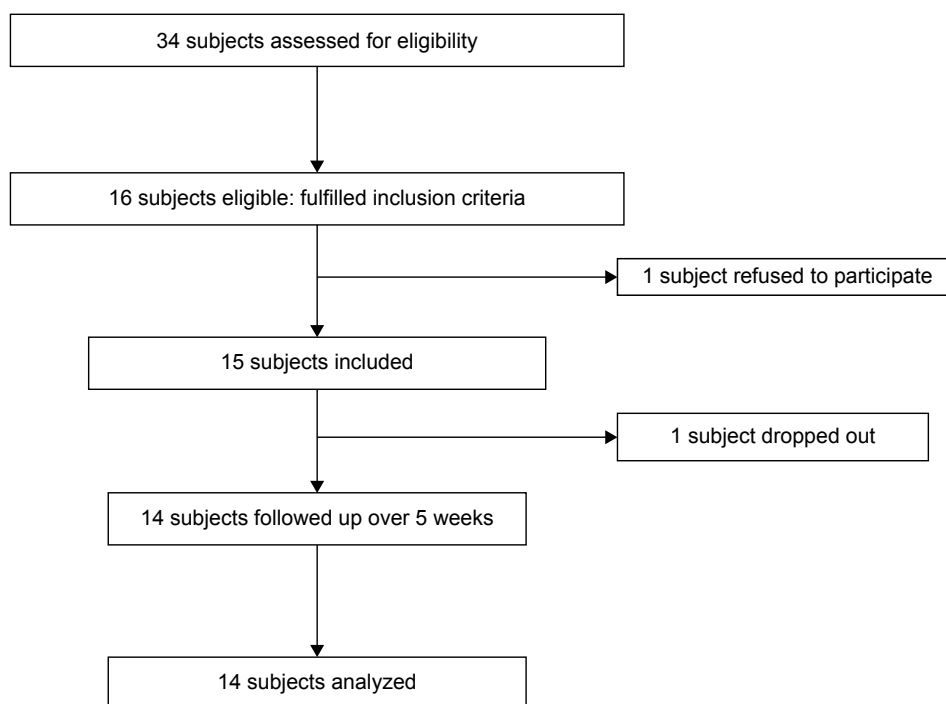 34 subjects assessed for eligibility
16 subjects eligible: fulfilled inclusion criteria
1 subject refused to participate
15 subjects included
1 subject dropped out
14 subjects followed up over 5 weeks
14 subjects analyzed